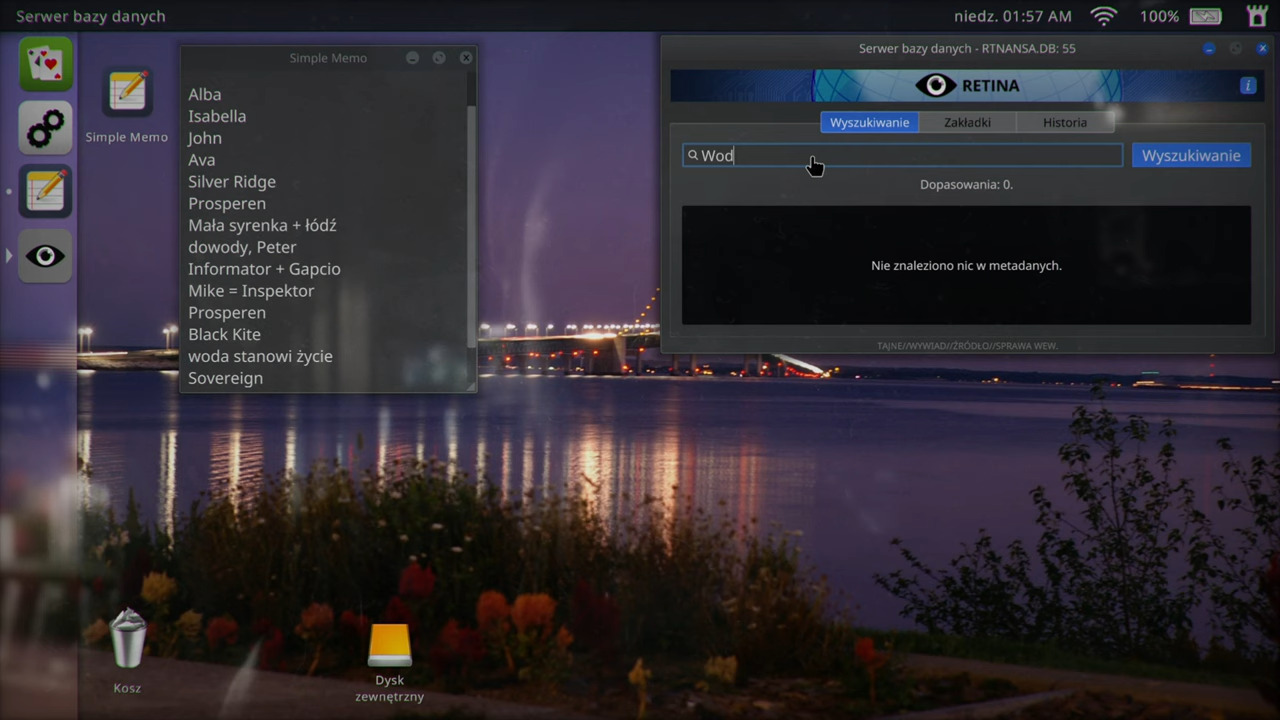 Serwer bazy danych
niedz. 01:57 AM
100%
Simple Memo
Simple Memo
Alba
Isabella
John
Ava
Silver Ridge
Prosperen
Mała syrenka + łódź
dowody, Peter
Informator + Gapcio
Mike = Inspektor
Prosperen
Black Kite
woda stanowi życie
Sovereign
Serwer bazy danych - RTNANSA.DB: 55
RETINA
i
Wyszukiwanie
Zakładki
Historia
Wod
Wyszukiwanie
Dopasowania: 0.
Nie znaleziono nic w metadanych.
TAJNE//WYWIAD//ŹRÓDŁO//SPRAWA WEW.
Kosz
Dysk
zewnętrzny